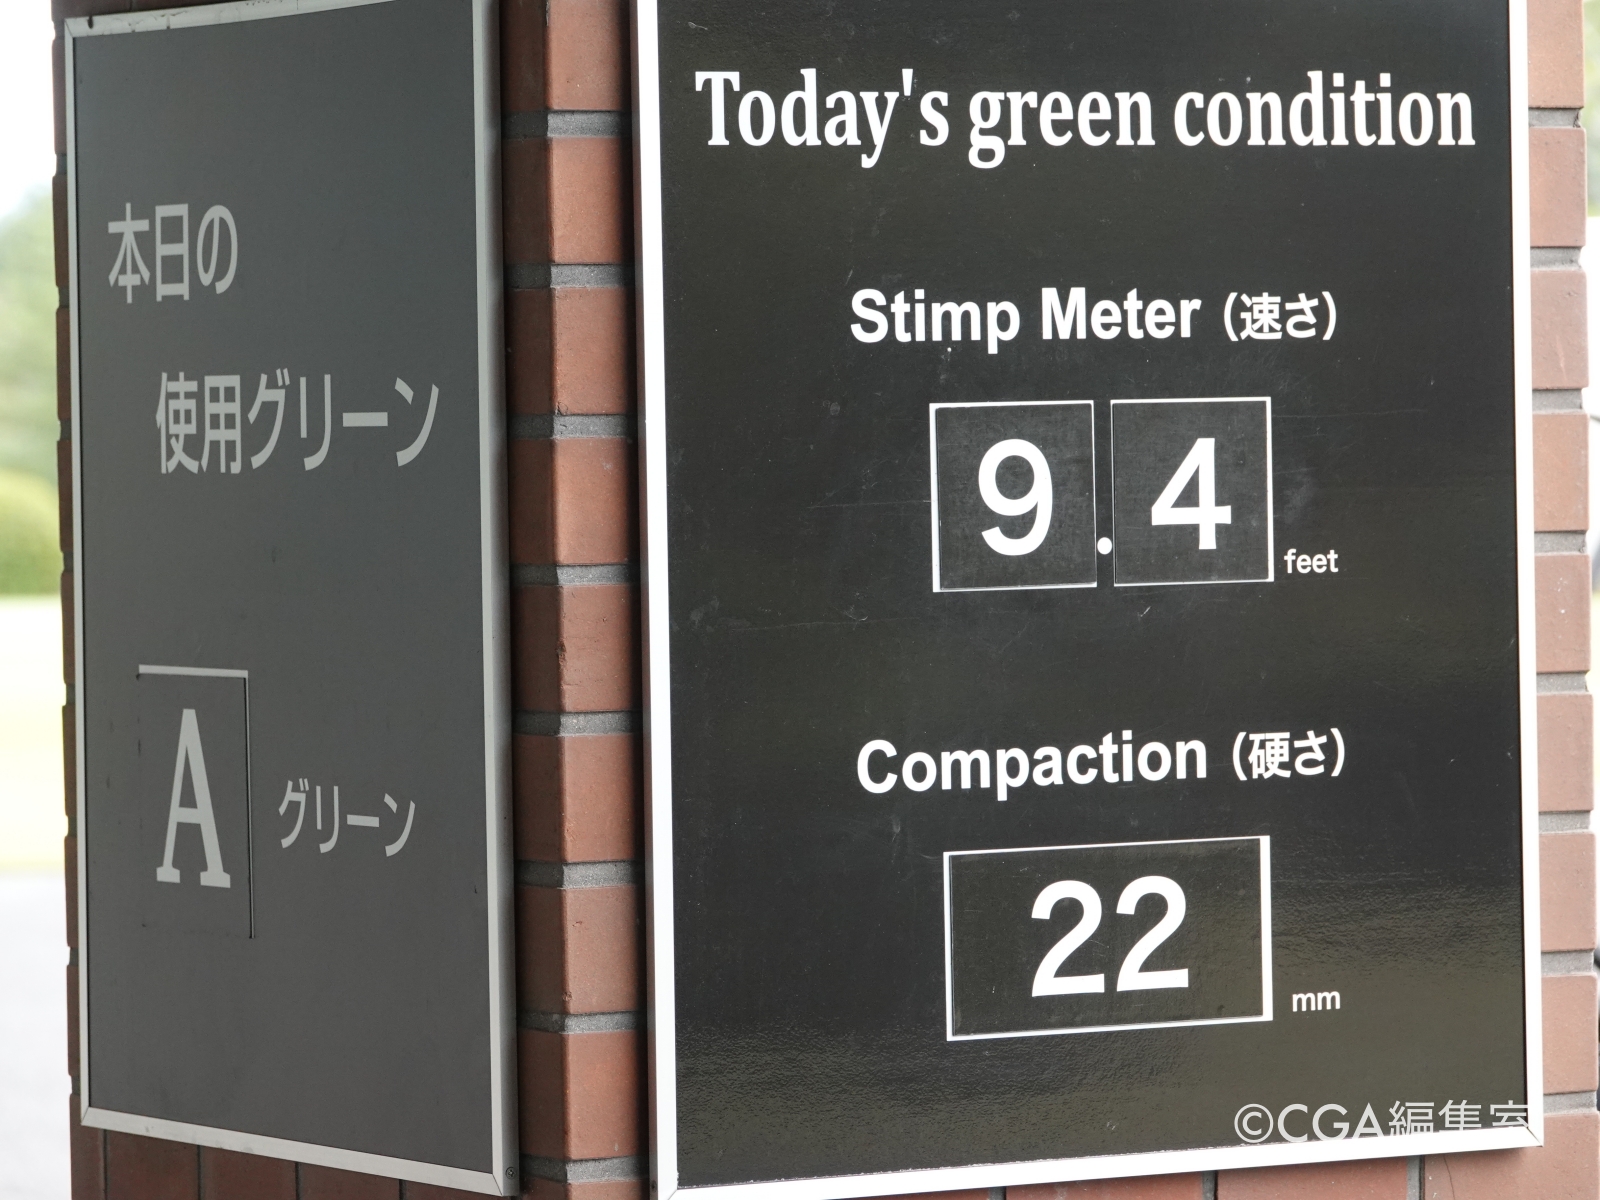 本日の
使用グリーン
A グリーン
Today's green condition
Stimp Meter (速さ)
9.4 feet
Compaction (硬さ)
22 mm
©CGA編集室